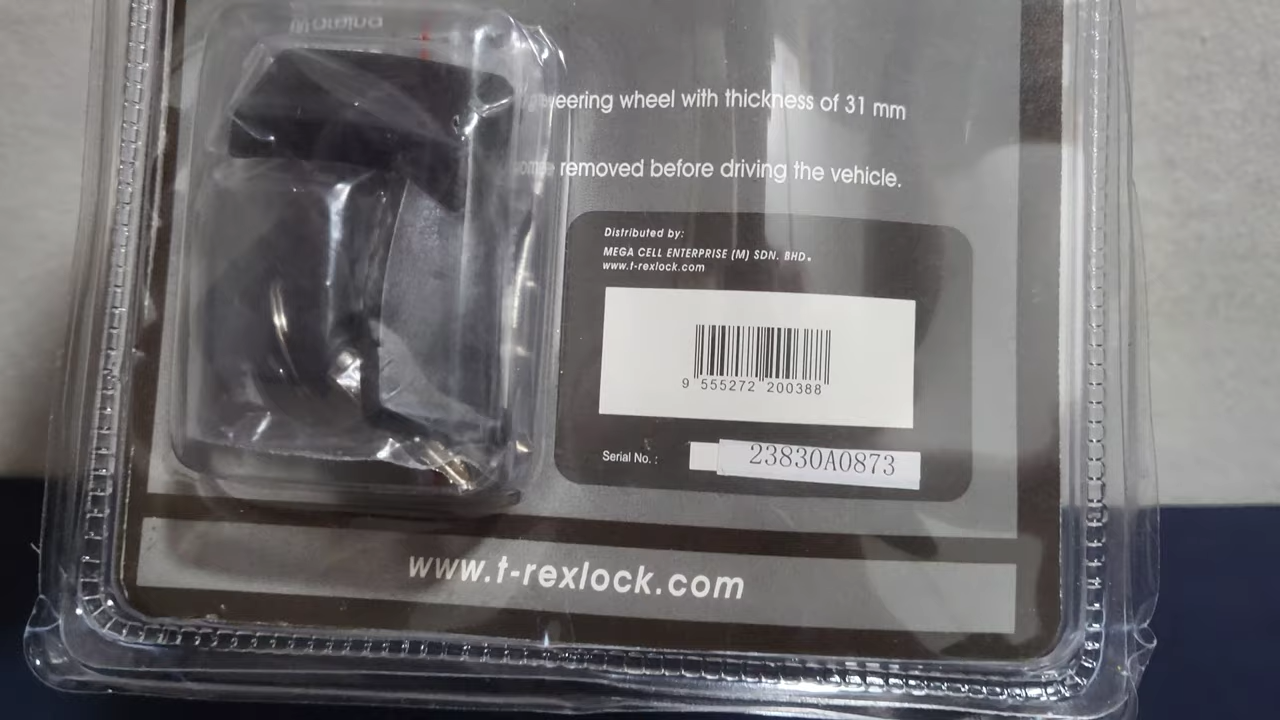 Warning
eering wheel with thickness of 31 mm
removed before driving the vehicle.
Distributed by:
MEGA CELL ENTERPRISE (M) SDN. BHD.
www.t-rexlock.com
9 555272 200388
Serial No. : 23830A0873
www.t-rexlock.com